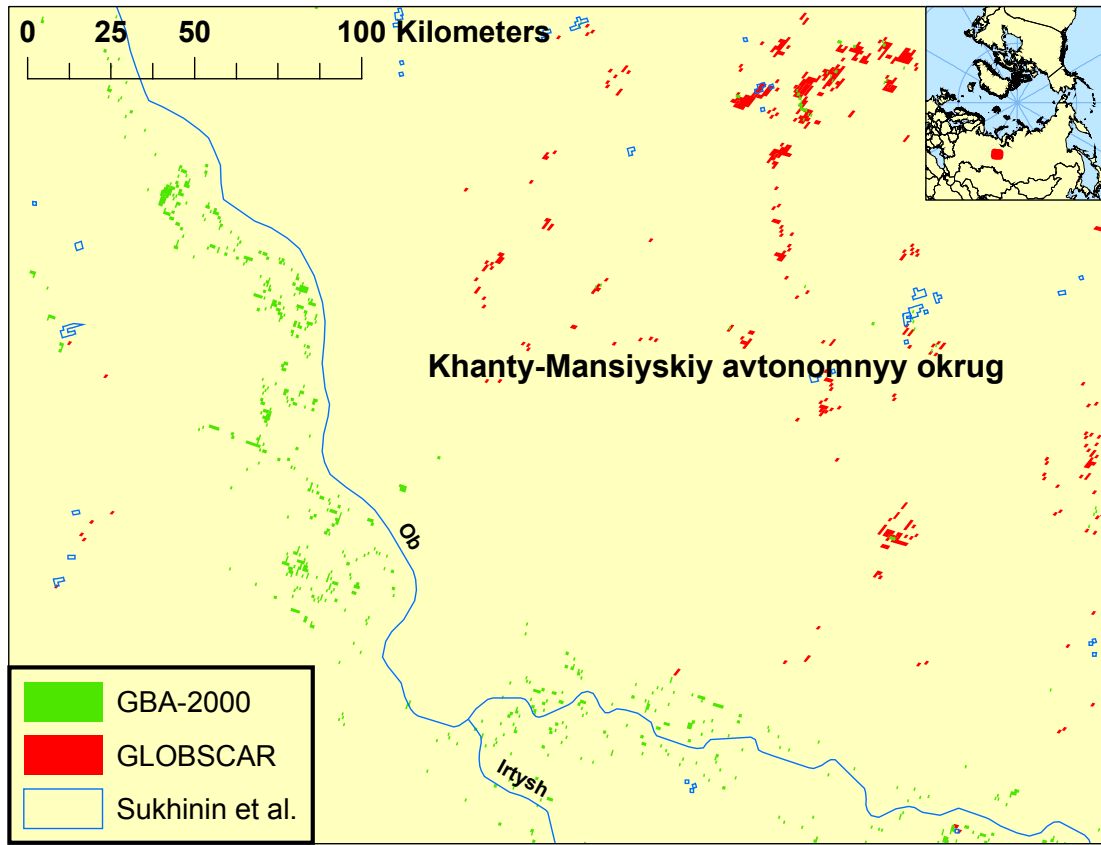 0 25 50 100 Kilometers
Khanty-Mansiyskiy avtonomnyy okrug
Ob
Irtysh
GBA-2000
GLOBSCAR
Sukhinin et al.